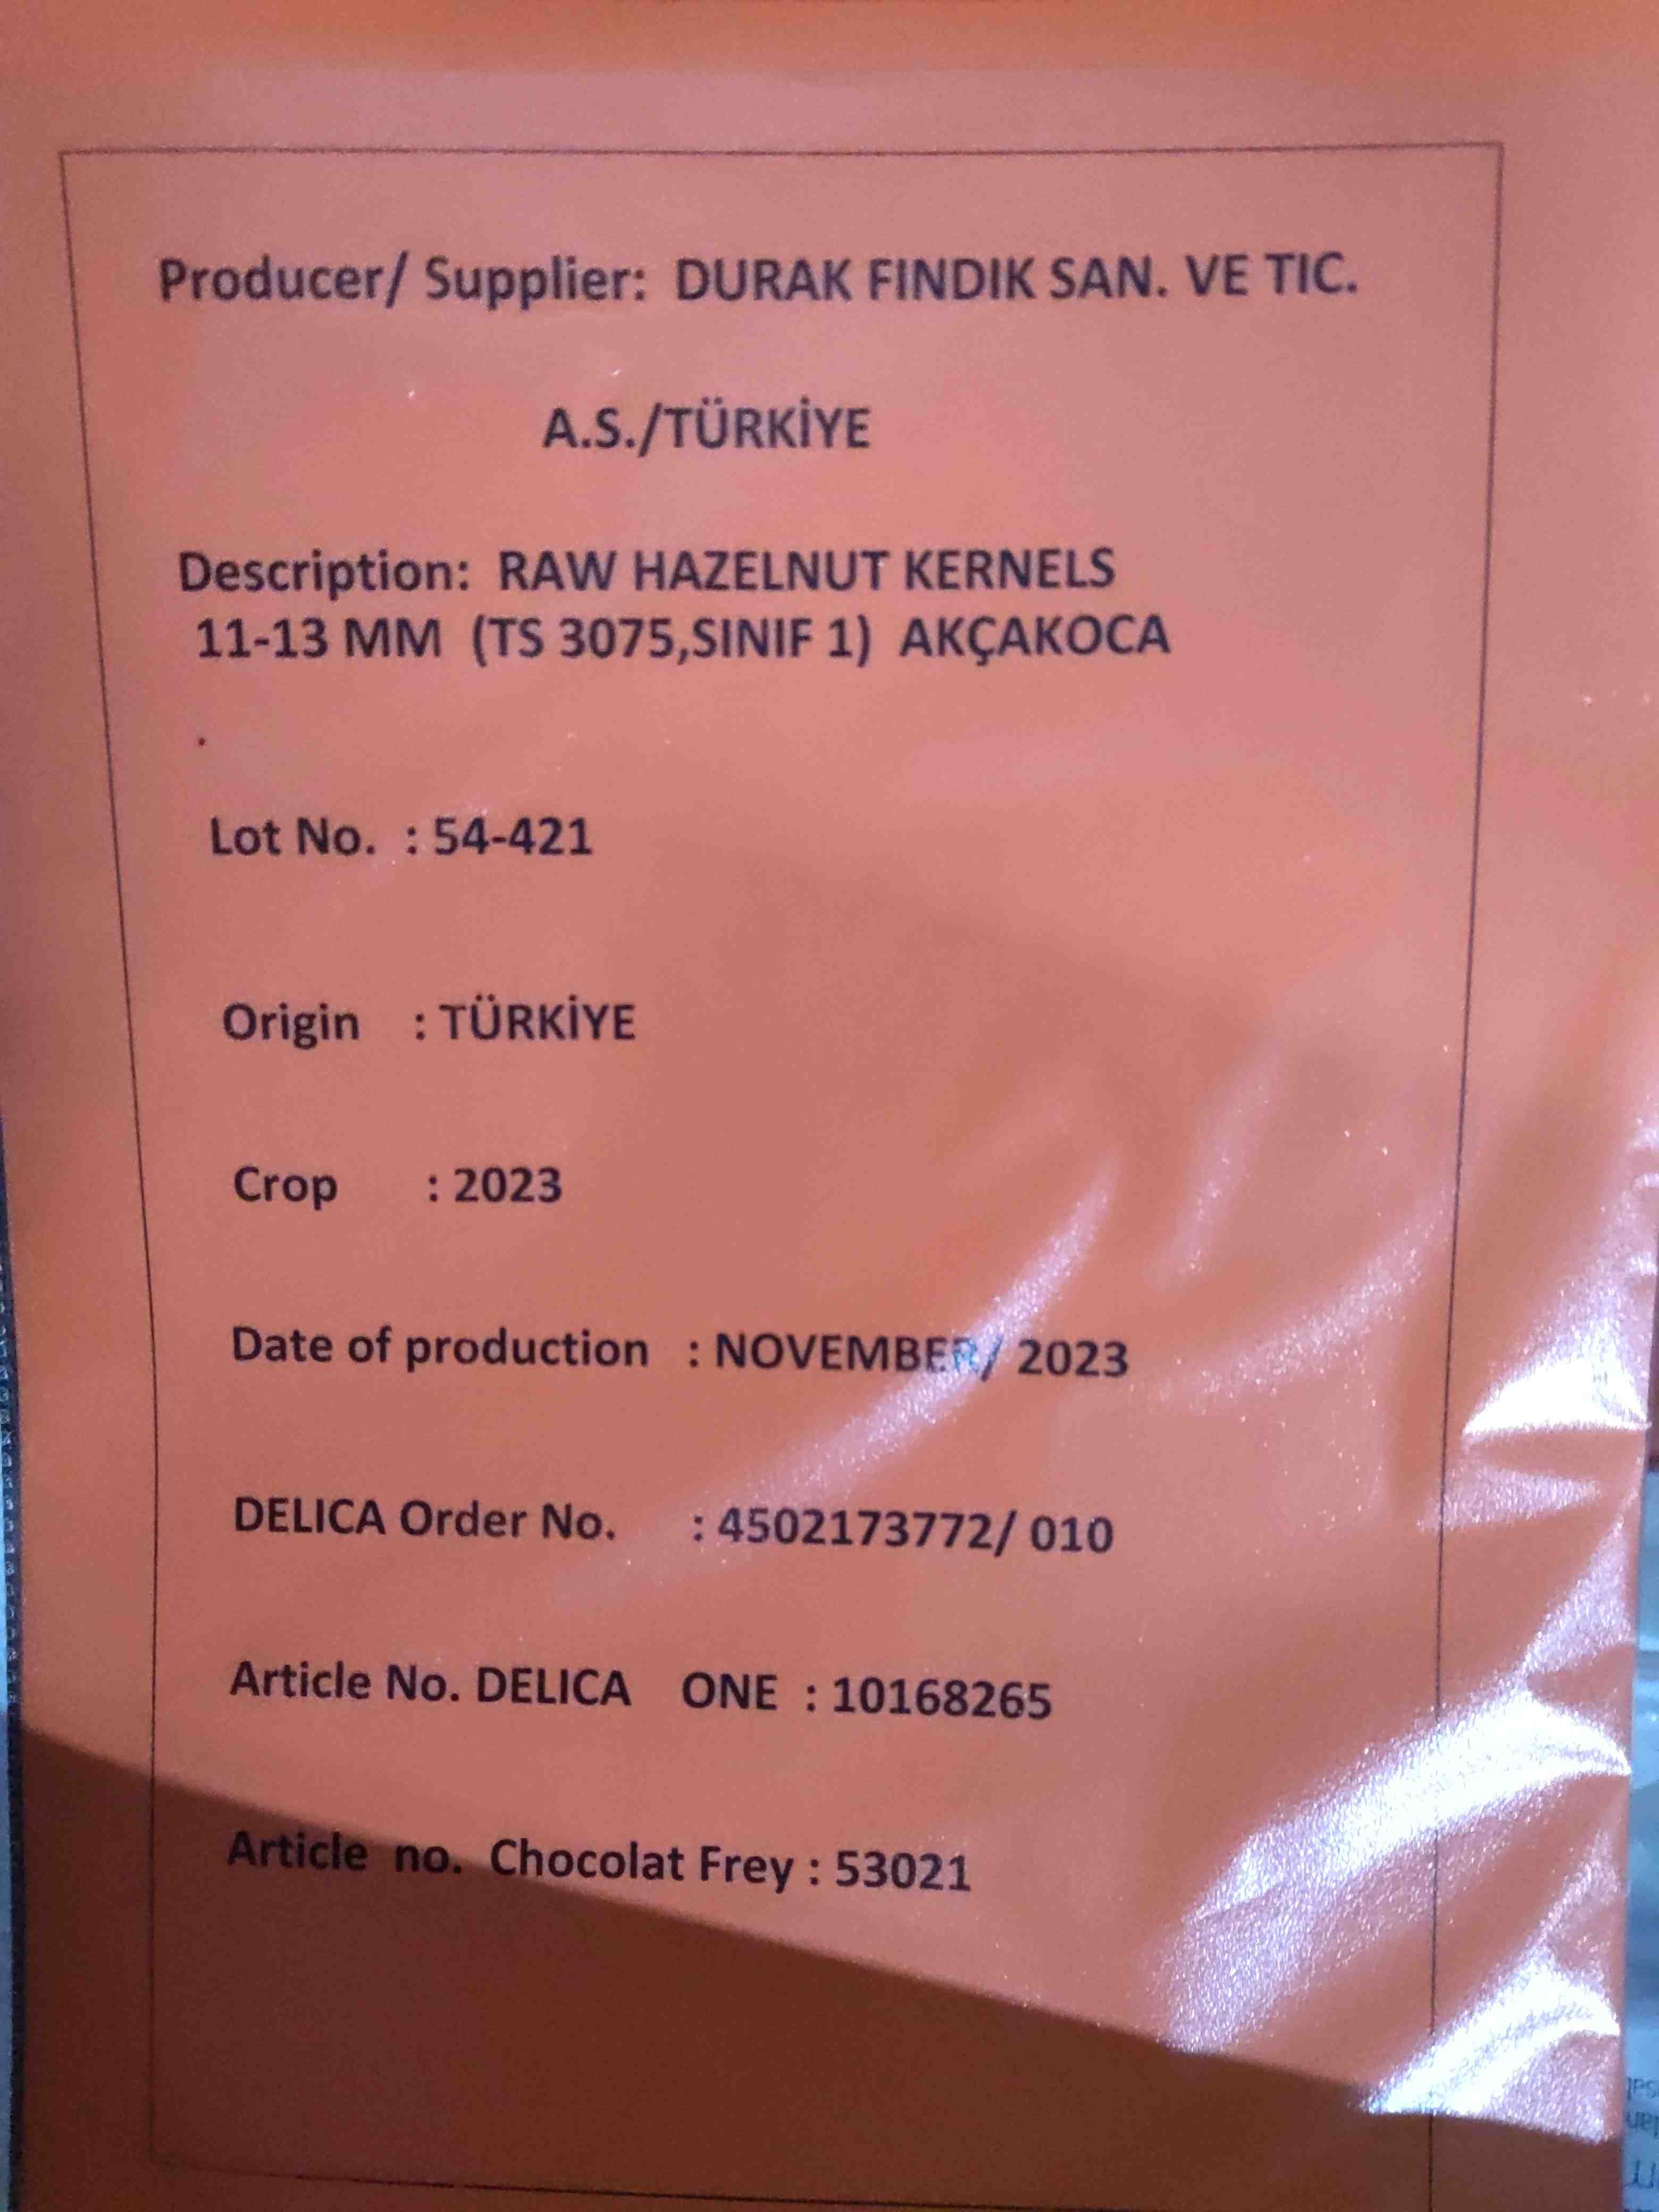 Producer/ Supplier: DURAK FINDIK SAN. VE TIC.
A.S./TÜRKİYE
Description: RAW HAZELNUT KERNELS
11-13 MM (TS 3075,SINIF 1) AKÇAKOCA
.
Lot No. : 54-421
Origin : TÜRKİYE
Crop : 2023
Date of production : NOVEMBER/ 2023
DELICA Order No. : 4502173772/ 010
Article No. DELICA ONE : 10168265
Article no. Chocolat Frey : 53021